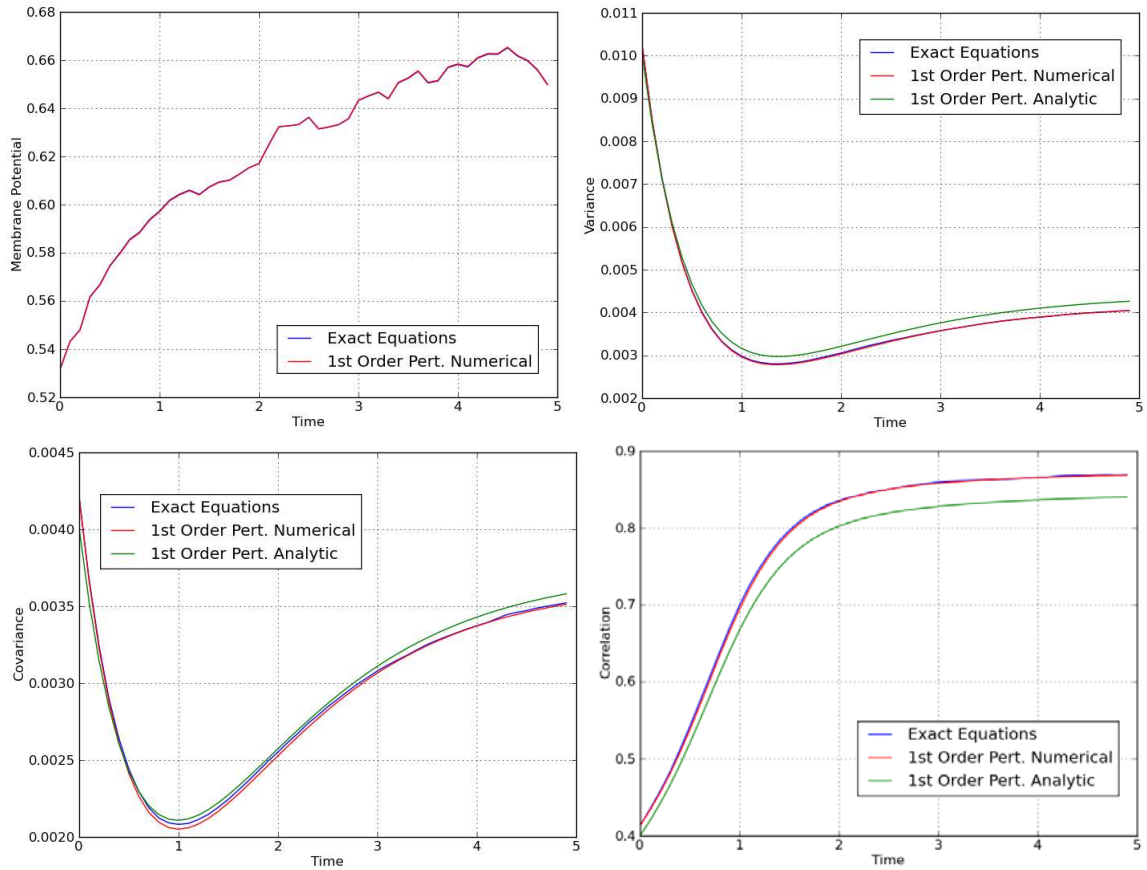 0.68
0.66
0.64
0.62
0.60
0.58
0.56
0.54
0.52
Membrane Potential
Exact Equations
1st Order Pert. Numerical
0 1 2 3 4 5
Time
0.011
0.010
0.009
0.008
0.007
0.006
0.005
0.004
0.003
0.002
Variance
Exact Equations
1st Order Pert. Numerical
1st Order Pert. Analytic
0 1 2 3 4 5
Time
0.0045
0.0040
0.0035
0.0030
0.0025
0.0020
Covariance
Exact Equations
1st Order Pert. Numerical
1st Order Pert. Analytic
0 1 2 3 4 5
Time
0.9
0.8
0.7
0.6
0.5
0.4
Correlation
Exact Equations
1st Order Pert. Numerical
1st Order Pert. Analytic
0 1 2 3 4 5
Time